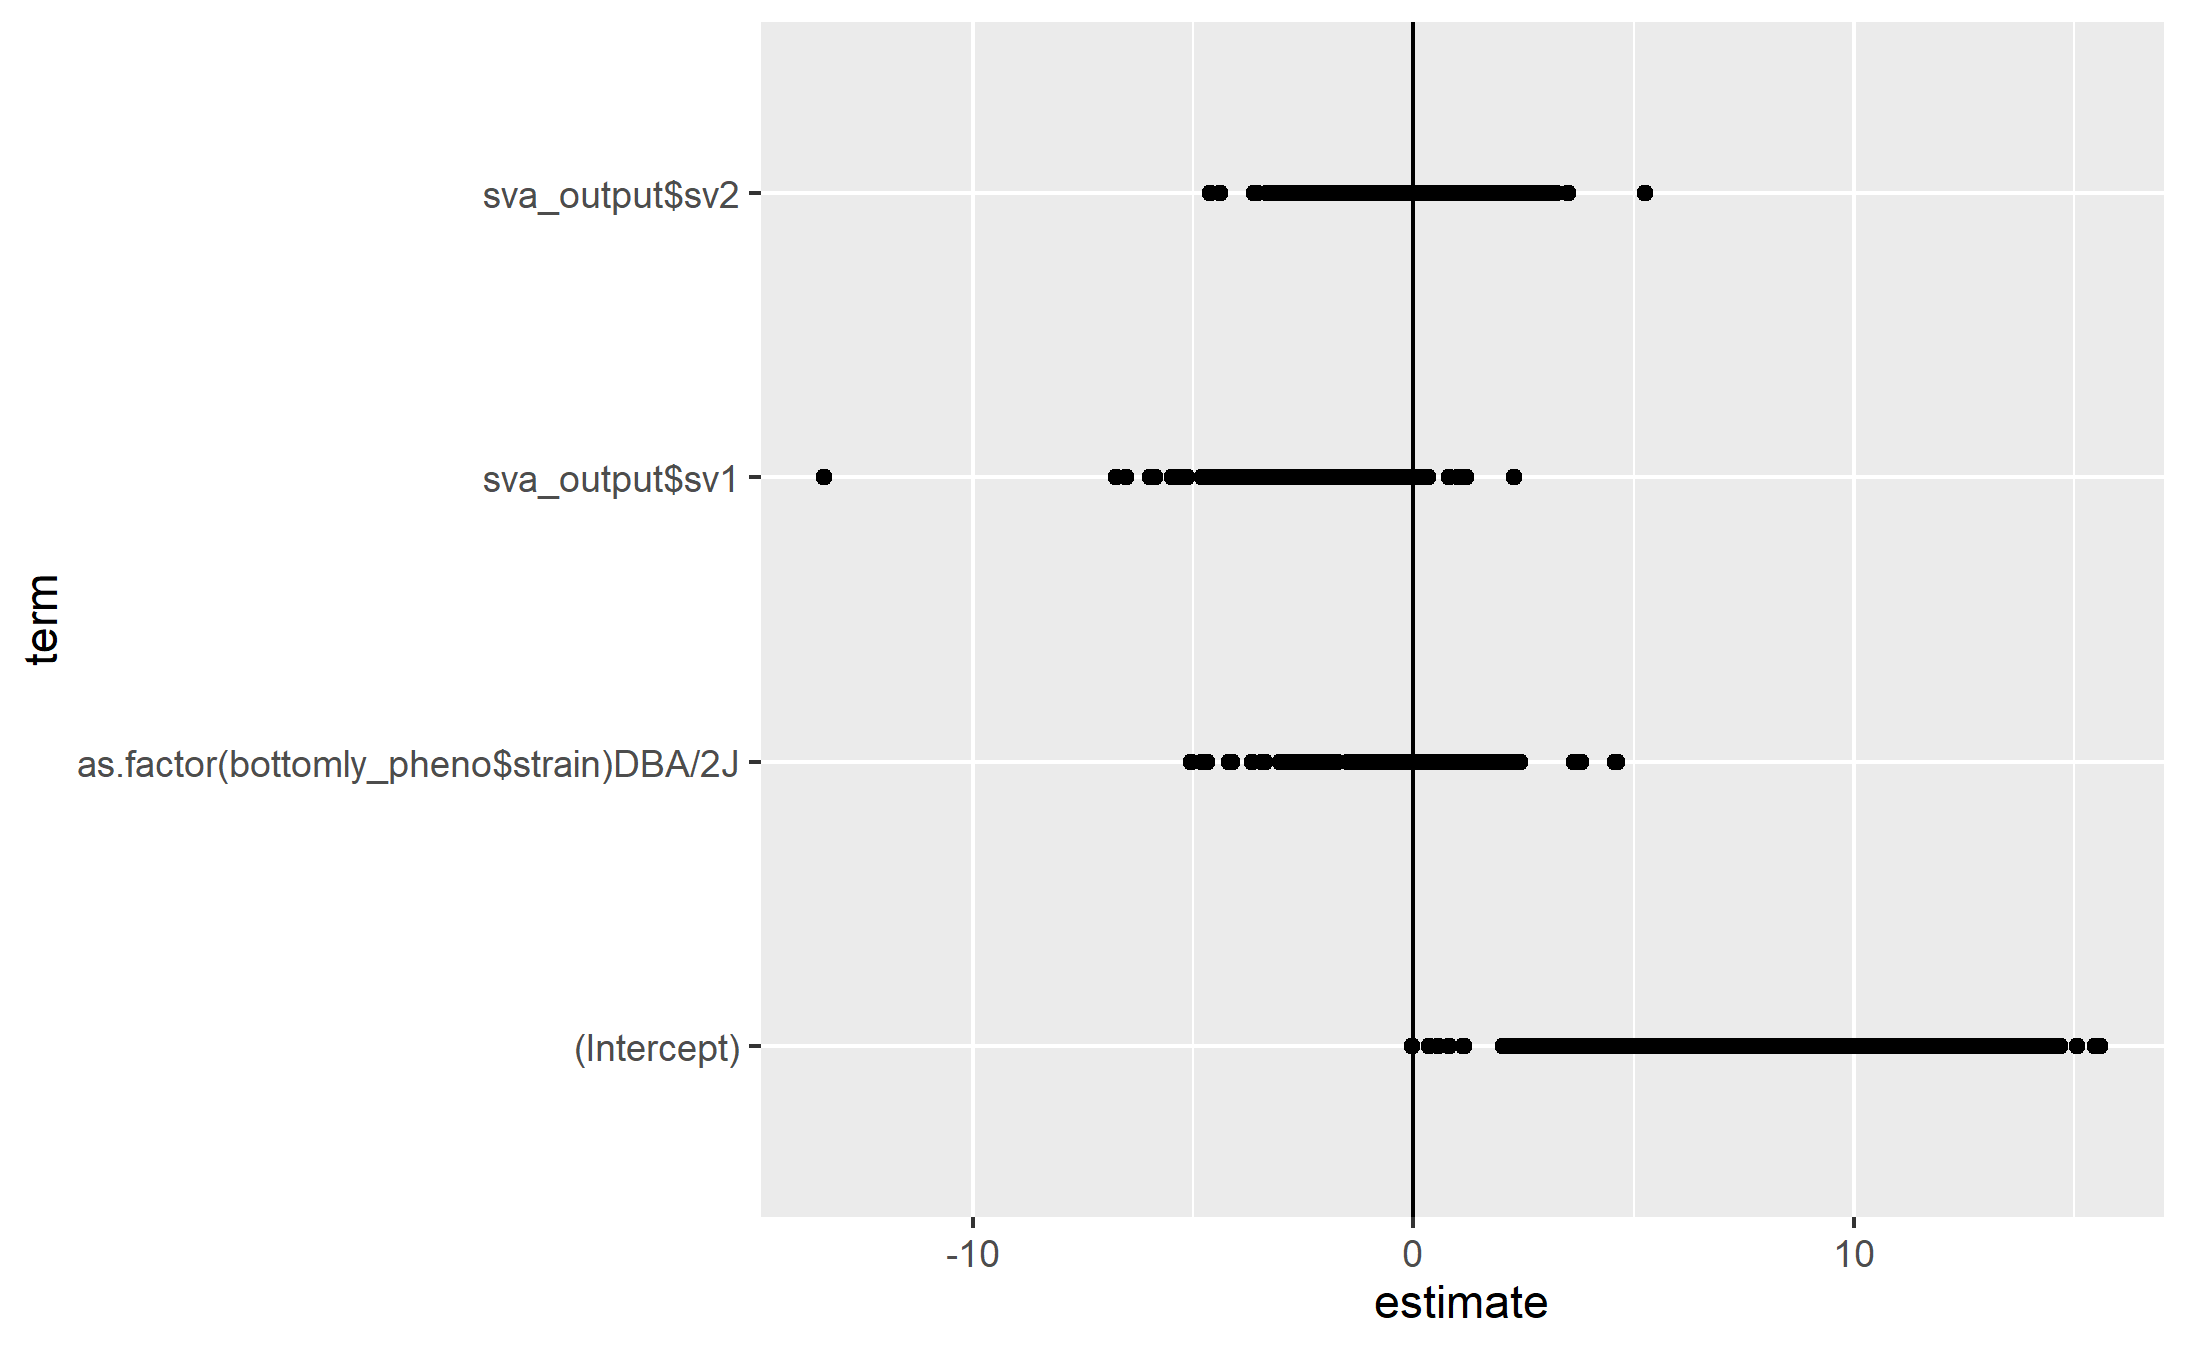 sva_output$sv2
sva_output$sv1
term
as.factor(bottomly_pheno$strain)DBA/2J
(Intercept)
-10
0
10
estimate